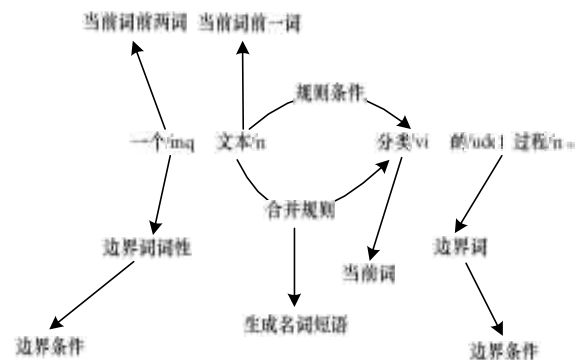 当前词前两词 当前词前一词
规则条件
一个/mq 文本/n 分类/vi 的/udc1 过程/n。
合并规则
边界词词性 边界词
当前词
生成名词短语
边界条件 边界条件